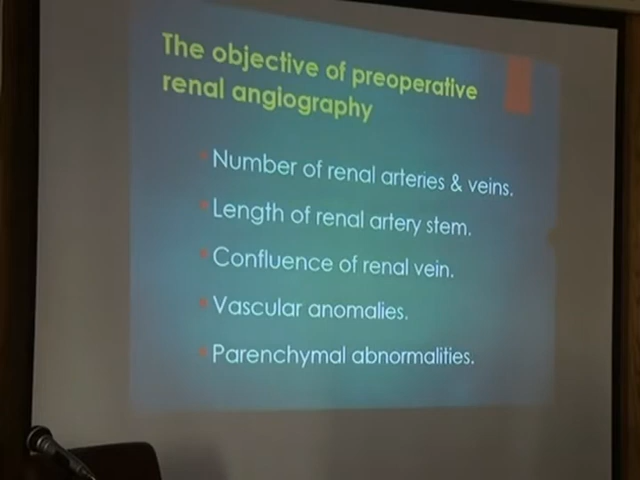 The objective of preoperative
renal angiography
Number of renal arteries & veins.
Length of renal artery stem.
Confluence of renal vein.
Vascular anomalies.
Parenchymal abnormalities.